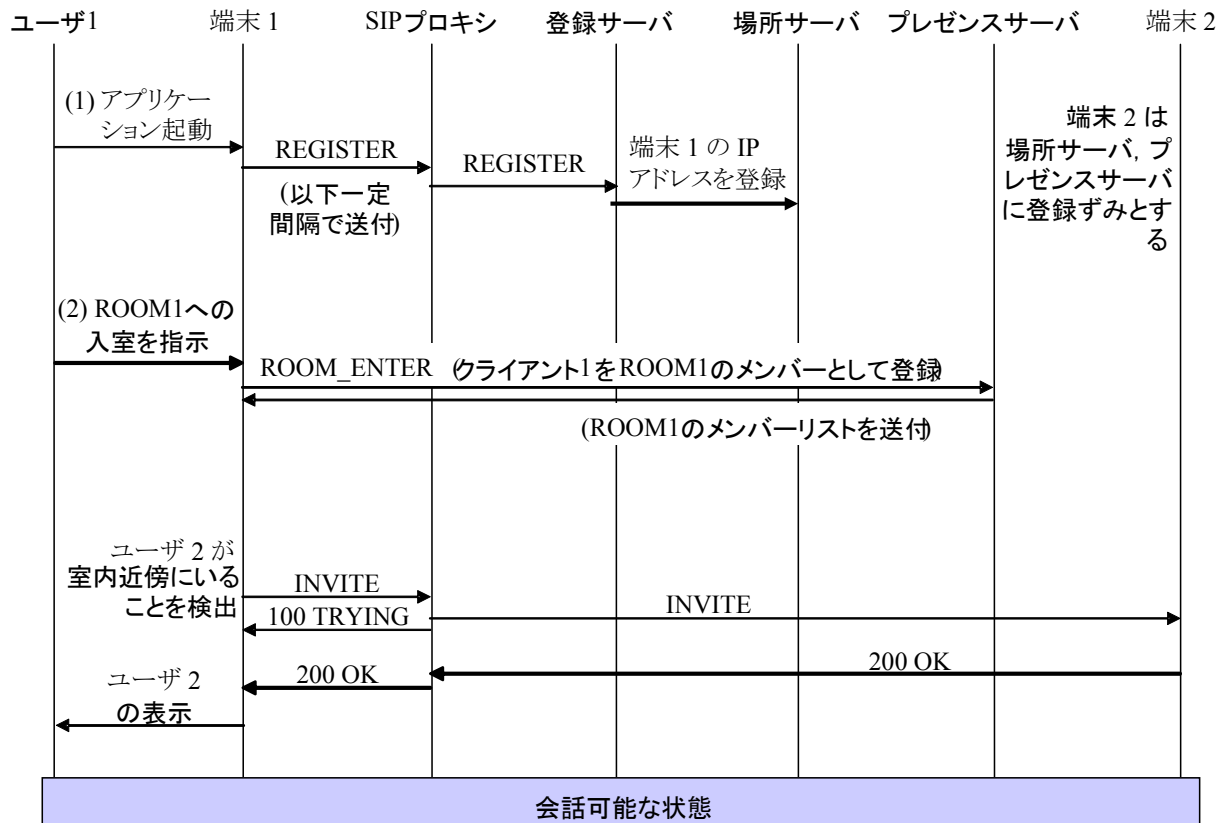 ユーザ1 端末 1 SIPプロキシ 登録サーバ 場所サーバ プレゼンスサーバ 端末 2
(1) アプリケー
ション起動
REGISTER
(以下一定
間隔で送付)
REGISTER
端末 1 の IP
アドレスを登録
端末 2 は
場所サーバ, プ
レゼンスサーバ
に登録ずみとす
る
(2) ROOM1への
入室を指示
ROOM_ENTER (クライアント1をROOM1のメンバーとして登録)
(ROOM1のメンバーリストを送付)
ユーザ 2 が
室内近傍にいる
ことを検出
INVITE
100 TRYING
INVITE
200 OK
200 OK
ユーザ 2
の表示
会話可能な状態